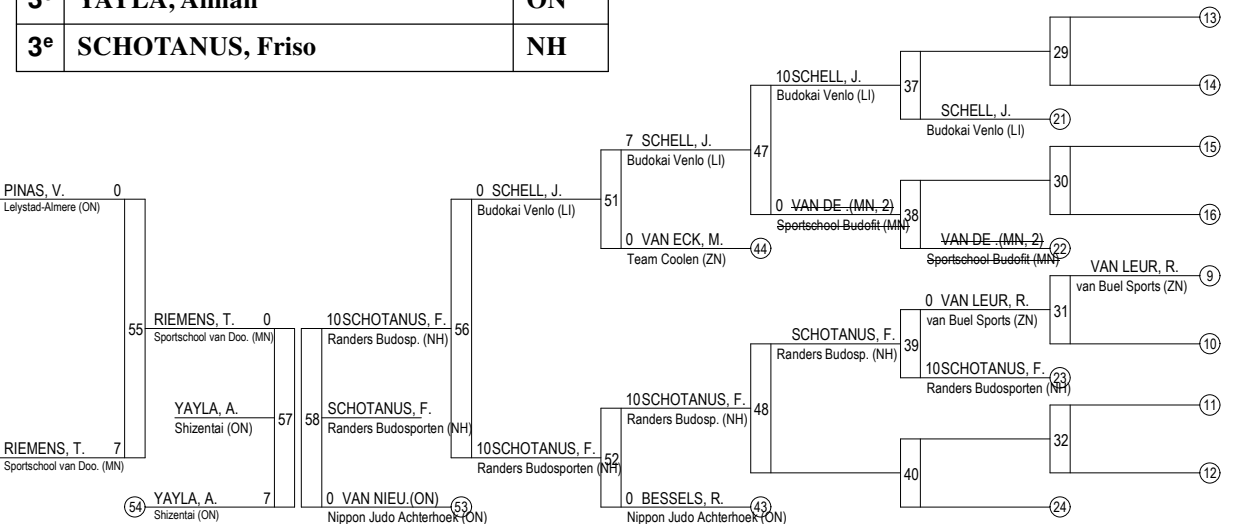 3e YAYLA, Alihan ON
3e SCHOTANUS, Friso NH
PINAS, V. 0
Lelystad-Almere (ON)
RIEMENS, T. 7
Sportschool van Doo. (MN)
55
RIEMENS, T. 0
Sportschool van Doo. (MN)
YAYLA, A.
Shizentai (ON)
57
54 YAYLA, A. 7
Shizentai (ON)
10 SCHOTANUS, F.
Randers Budosp. (NH)
58
SCHOTANUS, F.
Randers Budosporten (NH)
0 VAN NIEU.(ON) 53
Nippon Judo Achterhoek (ON)
0 SCHELL, J.
Budokai Venlo (LI)
56
10 SCHOTANUS, F.
Randers Budosporten (NH)
7 SCHELL, J.
Budokai Venlo (LI)
51
0 VAN ECK, M. 44
Team Coolen (ZN)
10 SCHOTANUS, F.
Randers Budosp. (NH)
52
0 BESSELS, R. 43
Nippon Judo Achterhoek (ON)
10 SCHELL, J.
Budokai Venlo (LI)
47
0 VAN DE .(MN, 2)
Sportschool Budofit (MN)
SCHOTANUS, F.
Randers Budosp. (NH)
48
37
SCHELL, J. 21
Budokai Venlo (LI)
38
VAN DE .(MN, 2) 22
Sportschool Budofit (MN)
0 VAN LEUR, R.
van Buel Sports (ZN)
39
10 SCHOTANUS, F. 23
Randers Budosporten (NH)
40
24
13
29
14
15
30
16
VAN LEUR, R. 9
van Buel Sports (ZN)
31
10
11
32
12